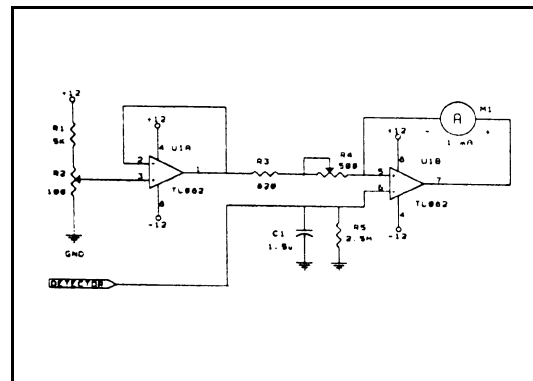 +12
R1
5K
R2
100
GND
+12
4
U1A
2
3
1
TL082
8
-12
R3
820
R4
500
+12
8
U1B
5
6
7
TL082
4
-12
A
M1
-
+
1 mA
C1
1.5u
R5
2.5M
DETECTOR